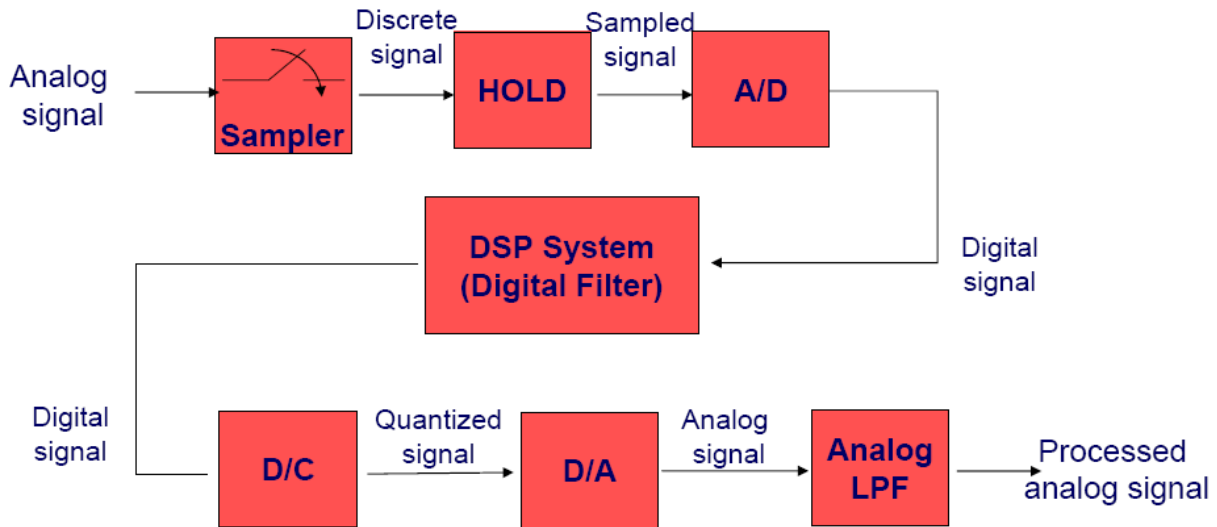 Analog
signal
Sampler
Discrete
signal
HOLD
Sampled
signal
A/D
Digital
signal
DSP System
(Digital Filter)
Digital
signal
D/C
Quantized
signal
D/A
Analog
signal
Analog
LPF
Processed
analog signal